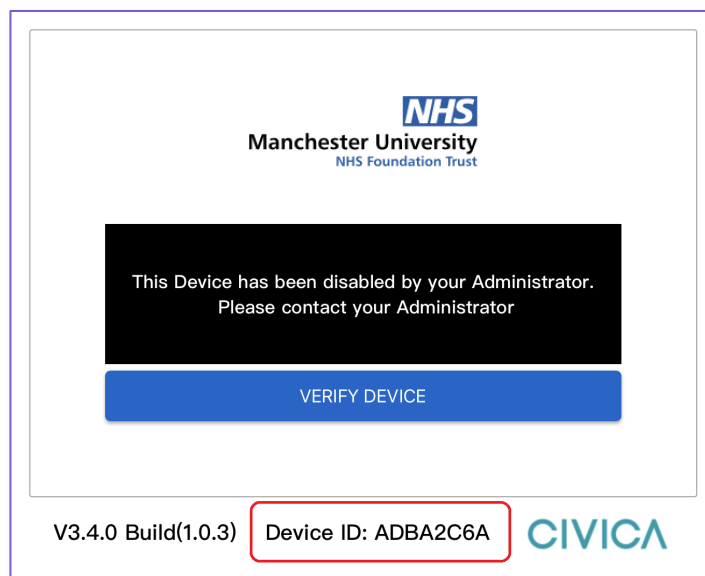 NHS
Manchester University
NHS Foundation Trust
This Device has been disabled by your Administrator.
Please contact your Administrator
VERIFY DEVICE
V3.4.0 Build(1.0.3) Device ID: ADBA2C6A CIVICA